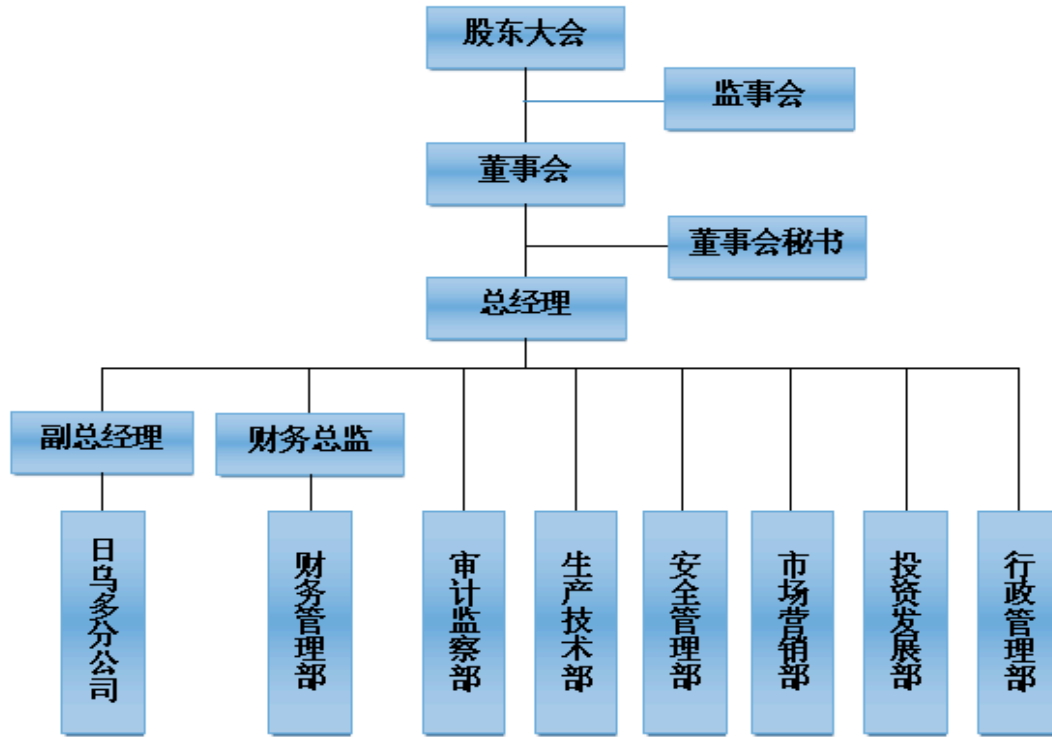 股东大会
监事会
董事会
董事会秘书
总经理
副总经理
财务总监
日乌多分公司
财务管理部
审计监察部
生产技术部
安全管理部
市场营销部
投资发展部
行政管理部